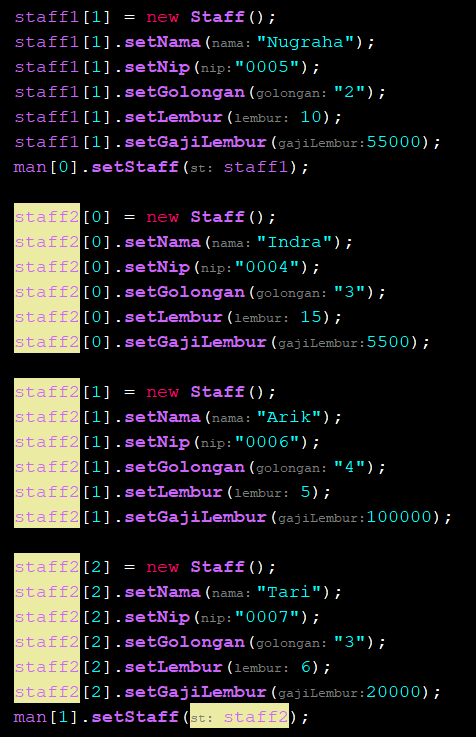 staff1[1] = new Staff();
staff1[1].setNama(nama:"Nugraha");
staff1[1].setNip(nip:"0005");
staff1[1].setGolongan(golongan:"2");
staff1[1].setLembur(lembur: 10);
staff1[1].setGajiLembur(gajiLembur:55000);
man[0].setStaff(st: staff1);

staff2[0] = new Staff();
staff2[0].setNama(nama:"Indra");
staff2[0].setNip(nip:"0004");
staff2[0].setGolongan(golongan:"3");
staff2[0].setLembur(lembur: 15);
staff2[0].setGajiLembur(gajiLembur:5500);

staff2[1] = new Staff();
staff2[1].setNama(nama:"Arik");
staff2[1].setNip(nip:"0006");
staff2[1].setGolongan(golongan:"4");
staff2[1].setLembur(lembur: 5);
staff2[1].setGajiLembur(gajiLembur:100000);

staff2[2] = new Staff();
staff2[2].setNama(nama:"Tari");
staff2[2].setNip(nip:"0007");
staff2[2].setGolongan(golongan:"3");
staff2[2].setLembur(lembur: 6);
staff2[2].setGajiLembur(gajiLembur:20000);
man[1].setStaff(st: staff2);